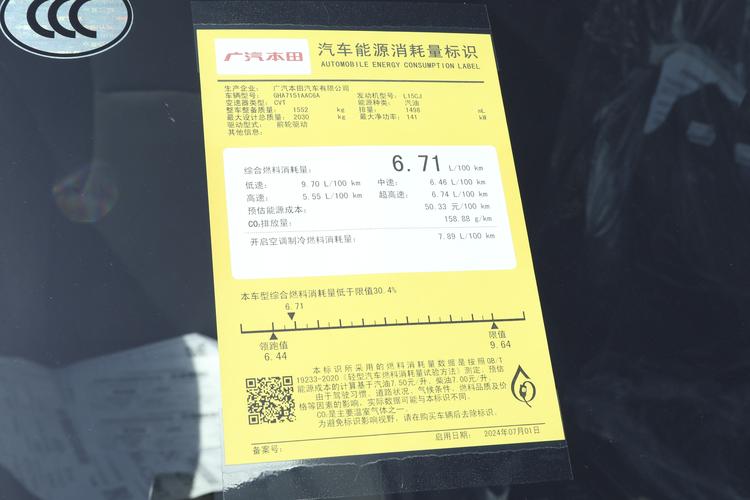 CCC
广汽本田
汽车能源消耗量标识
AUTOMOBILE ENERGY CONSUMPTION LABEL
生产企业: 广汽本田汽车有限公司
车辆型号: GHA7151AAC6A 发动机型号: L15CJ
变速器类型: CVT 能源种类: 汽油
整车整备质量: 1552 kg 排量: 1498 mL
最大设计总质量: 2030 kg 最大净功率: 141 kW
驱动型式: 前轮驱动
其他信息:
综合燃料消耗量: 6.71 L/100 km
低速: 9.70 L/100 km 中速: 6.46 L/100 km
高速: 5.55 L/100 km 超高速: 6.74 L/100 km
预估能源成本: 50.33 元/100 km
CO₂排放量: 158.88 g/km
开启空调制冷燃料消耗量: 7.89 L/100 km
本车型综合燃料消耗量低于限值30.4%
6.71
领跑值 限值
6.44 9.64
本标识所采用的燃料消耗量数据是按照GB/T
19233-2020《轻型汽车燃料消耗量试验方法》测定,预估
能源成本的计算基于汽油7.50元/升、柴油7.00元/升。
由于驾驶习惯、道路状况、气候条件、燃料品质及价
格等因素的影响,实际数据可能与本标识不同。
CO₂是主要温室气体之一。
为避免标识影响视野,请在购买车辆后去除标识。
备案号: 启用日期: 2024年07月01日